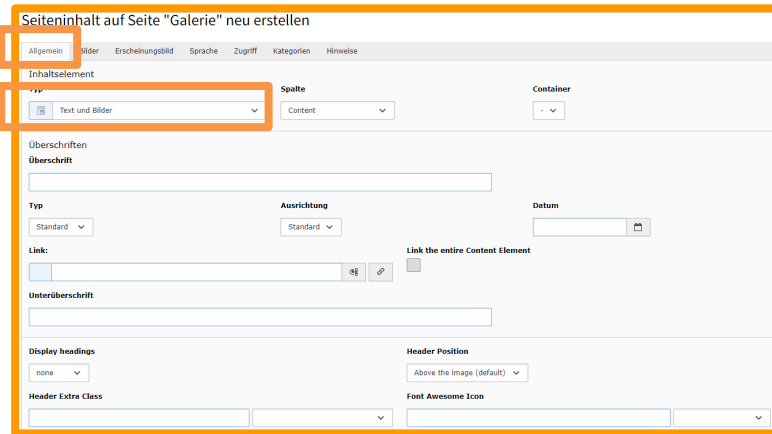 Seiteninhalt auf Seite "Galerie" neu erstellen
Allgemein Bilder Erscheinungsbild Sprache Zugriff Kategorien Hinweise
Inhaltselement
Typ Spalte Container
Text und Bilder Content -
Überschriften
Überschrift
Typ Ausrichtung Datum
Standard Standard
Link: Link the entire Content Element
Unterüberschrift
Display headings Header Position
none Above the image (default)
Header Extra Class Font Awesome Icon